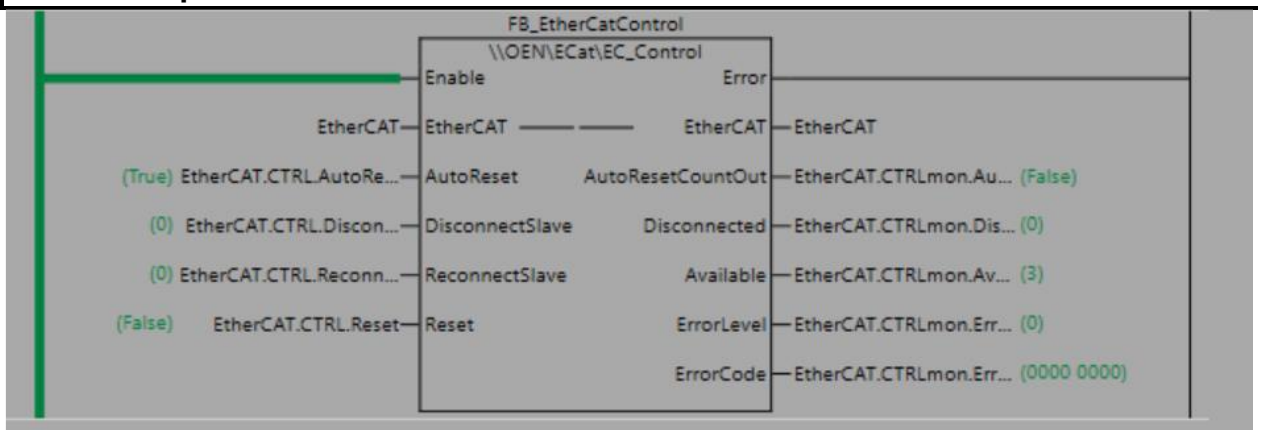 FB_EtherCatControl
\\OEN\ECat\EC_Control
Enable Error
EtherCAT EtherCAT EtherCAT EtherCAT
(True) EtherCAT.CTRL.AutoRe... AutoReset AutoResetCountOut EtherCAT.CTRLmon.Au... (False)
(0) EtherCAT.CTRL.Discon... DisconnectSlave Disconnected EtherCAT.CTRLmon.Dis... (0)
(0) EtherCAT.CTRL.Reconn... ReconnectSlave Available EtherCAT.CTRLmon.Av... (3)
(False) EtherCAT.CTRL.Reset Reset ErrorLevel EtherCAT.CTRLmon.Err... (0)
ErrorCode EtherCAT.CTRLmon.Err... (0000 0000)